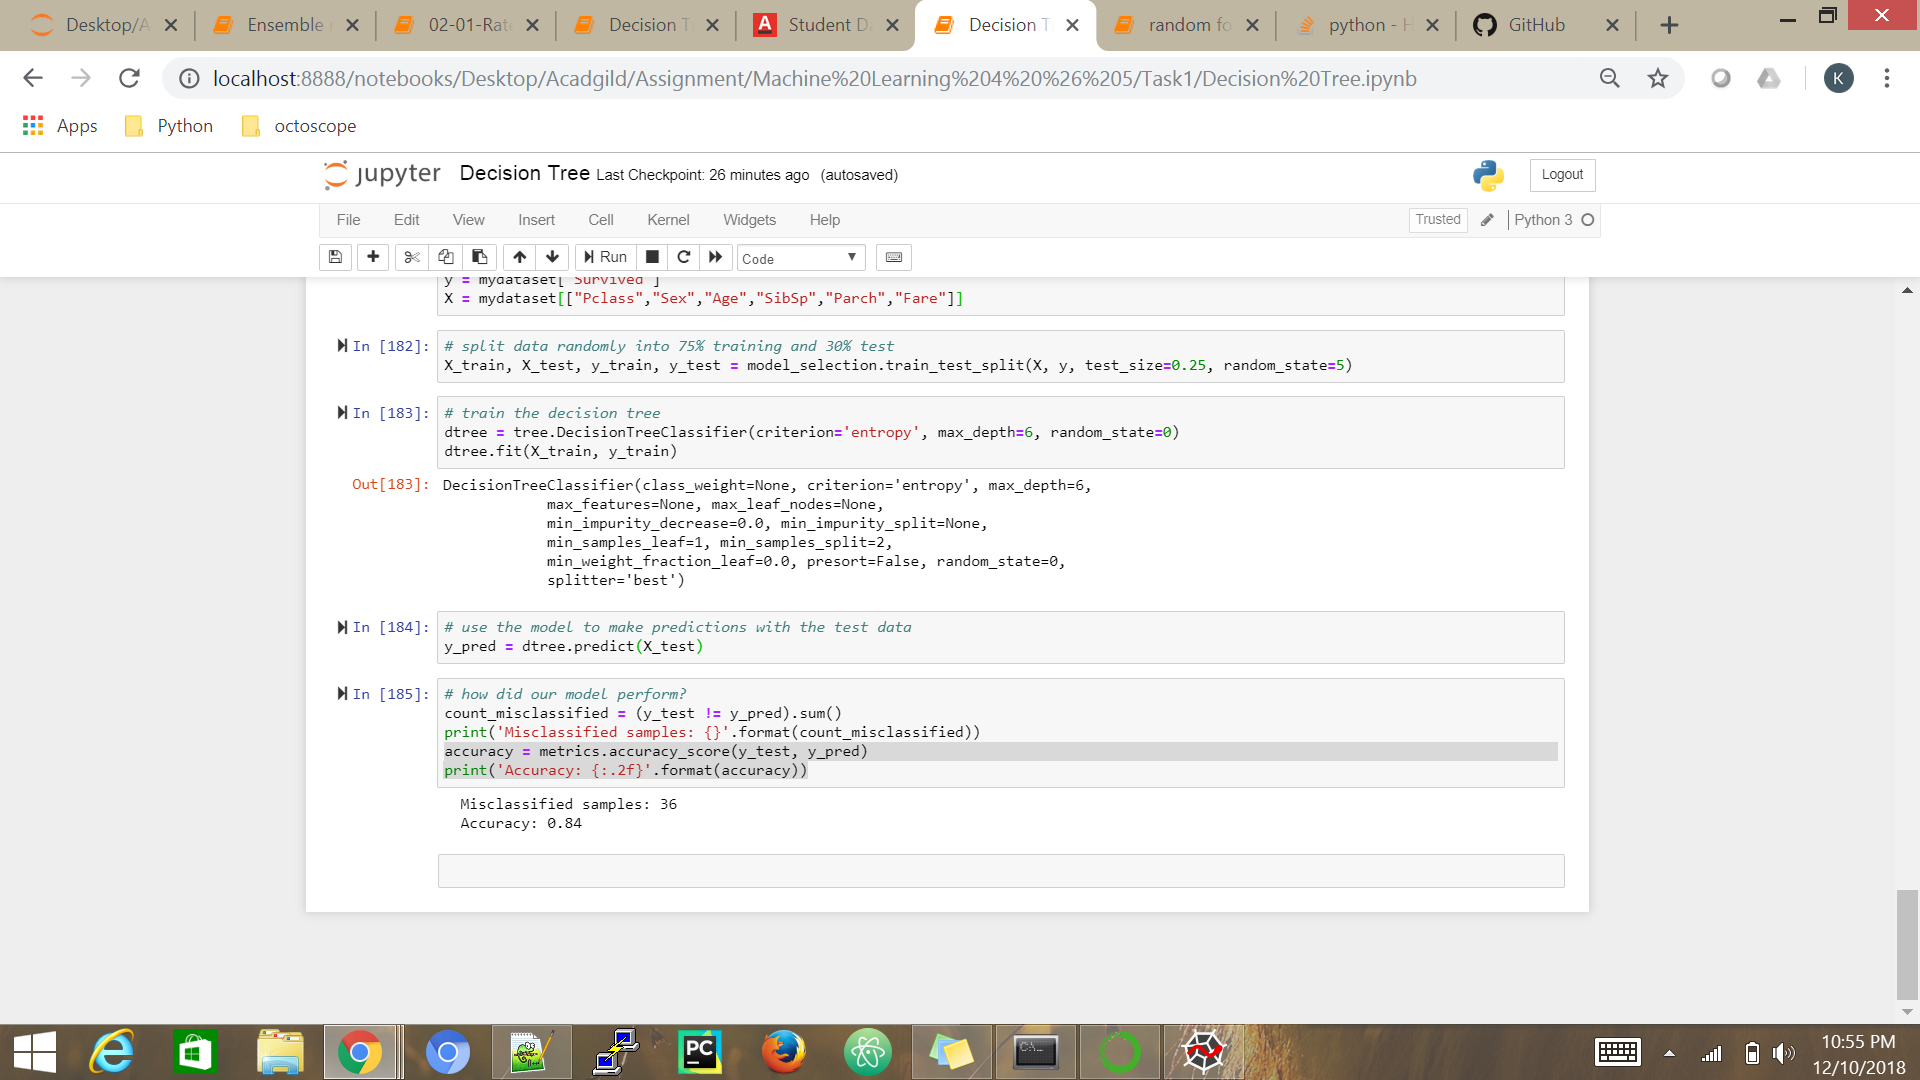 Desktop/A
Ensemble
02-01-Rate
Decision T
Student Da
Decision T
random fo
python - H
GitHub
localhost:8888/notebooks/Desktop/Acadgild/Assignment/Machine%20Learning%204%20%26%205/Task1/Decision%20Tree.ipynb
K
Apps
Python
octoscope
jupyter Decision Tree Last Checkpoint: 26 minutes ago (autosaved)
Logout
File Edit View Insert Cell Kernel Widgets Help
Trusted
Python 3
Run
Code
y = mydataset["Survived"]
X = mydataset[["Pclass","Sex","Age","SibSp","Parch","Fare"]]
In [182]: # split data randomly into 75% training and 30% test
X_train, X_test, y_train, y_test = model_selection.train_test_split(X, y, test_size=0.25, random_state=5)
In [183]: # train the decision tree
dtree = tree.DecisionTreeClassifier(criterion='entropy', max_depth=6, random_state=0)
dtree.fit(X_train, y_train)
Out[183]: DecisionTreeClassifier(class_weight=None, criterion='entropy', max_depth=6,
max_features=None, max_leaf_nodes=None,
min_impurity_decrease=0.0, min_impurity_split=None,
min_samples_leaf=1, min_samples_split=2,
min_weight_fraction_leaf=0.0, presort=False, random_state=0,
splitter='best')
In [184]: # use the model to make predictions with the test data
y_pred = dtree.predict(X_test)
In [185]: # how did our model perform?
count_misclassified = (y_test != y_pred).sum()
print('Misclassified samples: {}'.format(count_misclassified))
accuracy = metrics.accuracy_score(y_test, y_pred)
print('Accuracy: {:.2f}'.format(accuracy))
Misclassified samples: 36
Accuracy: 0.84
PC
C:\.
10:55 PM
12/10/2018